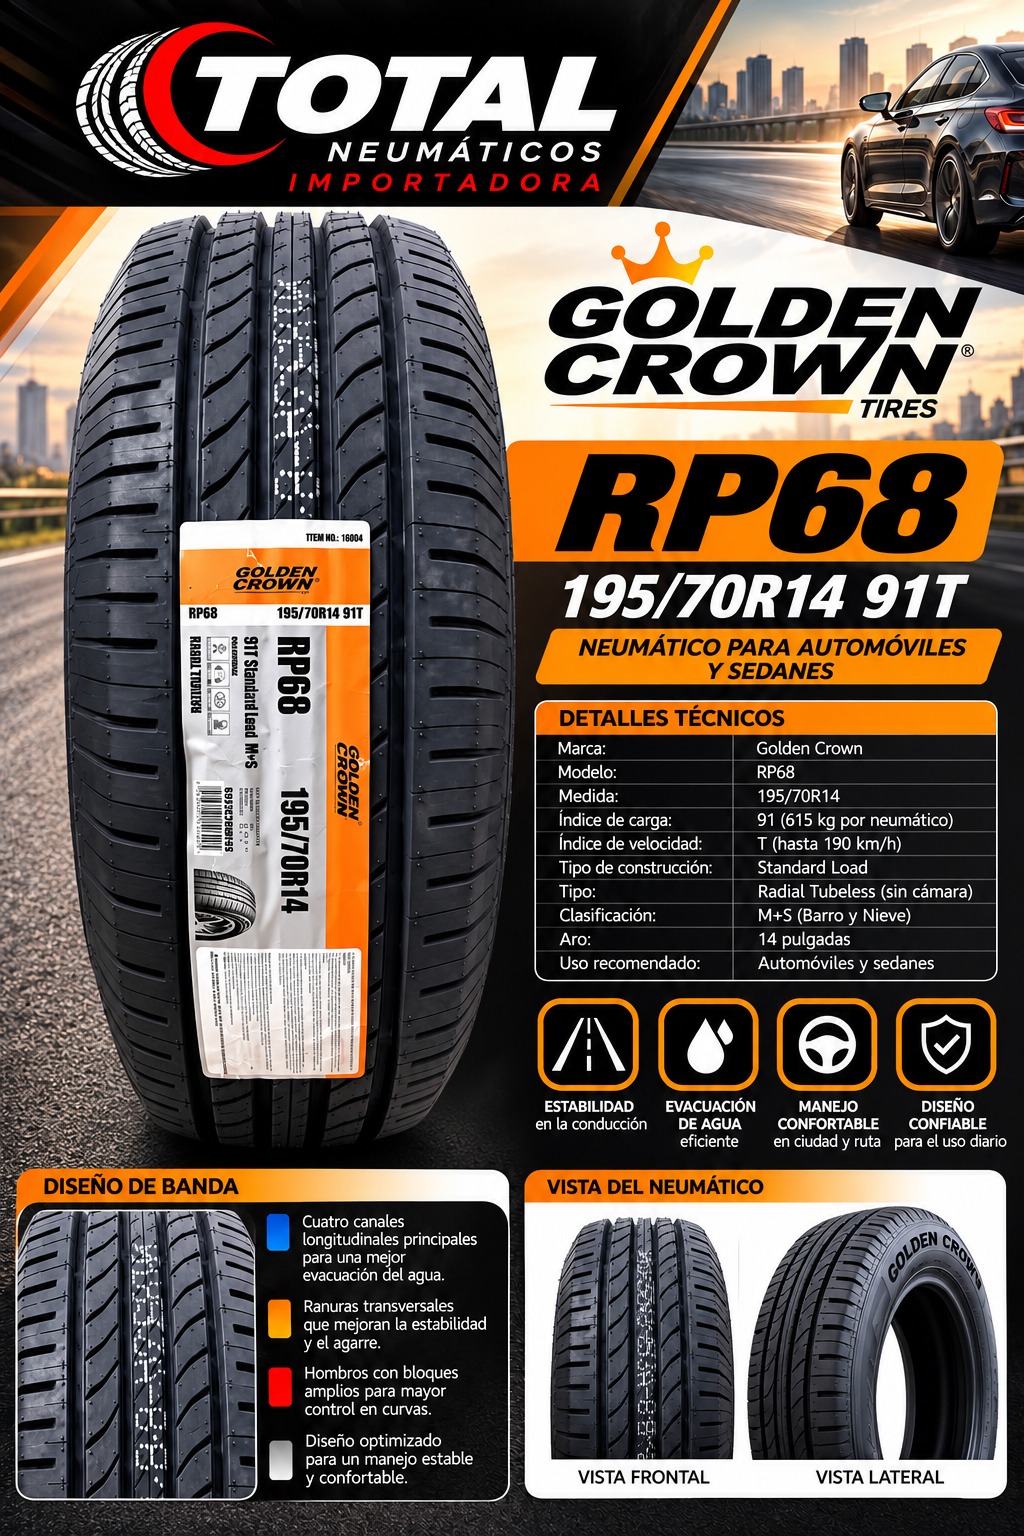 TOTAL
NEUMÁTICOS
IMPORTADORA
GOLDEN
CROWN®
TIRES
RP68
195/70R14 91T
NEUMÁTICO PARA AUTOMÓVILES
Y SEDANES
ITEM NO.: 16004
GOLDEN
CROWN
RP68 195/70R14 91T
RP68 195/70R14
91T Standard Load M+S
GOLDEN
CROWN
DETALLES TÉCNICOS
Marca: Golden Crown
Modelo: RP68
Medida: 195/70R14
Índice de carga: 91 (615 kg por neumático)
Índice de velocidad: T (hasta 190 km/h)
Tipo de construcción: Standard Load
Tipo: Radial Tubeless (sin cámara)
Clasificación: M+S (Barro y Nieve)
Aro: 14 pulgadas
Uso recomendado: Automóviles y sedanes
ESTABILIDAD
en la conducción
EVACUACIÓN
DE AGUA
eficiente
MANEJO
CONFORTABLE
en ciudad y ruta
DISEÑO
CONFIABLE
para el uso diario
DISEÑO DE BANDA
Cuatro canales
longitudinales principales
para una mejor
evacuación del agua.
Ranuras transversales
que mejoran la estabilidad
y el agarre.
Hombros con bloques
amplios para mayor
control en curvas.
Diseño optimizado
para un manejo estable
y confortable.
VISTA DEL NEUMÁTICO
GOLDEN CROWN
VISTA FRONTAL
VISTA LATERAL